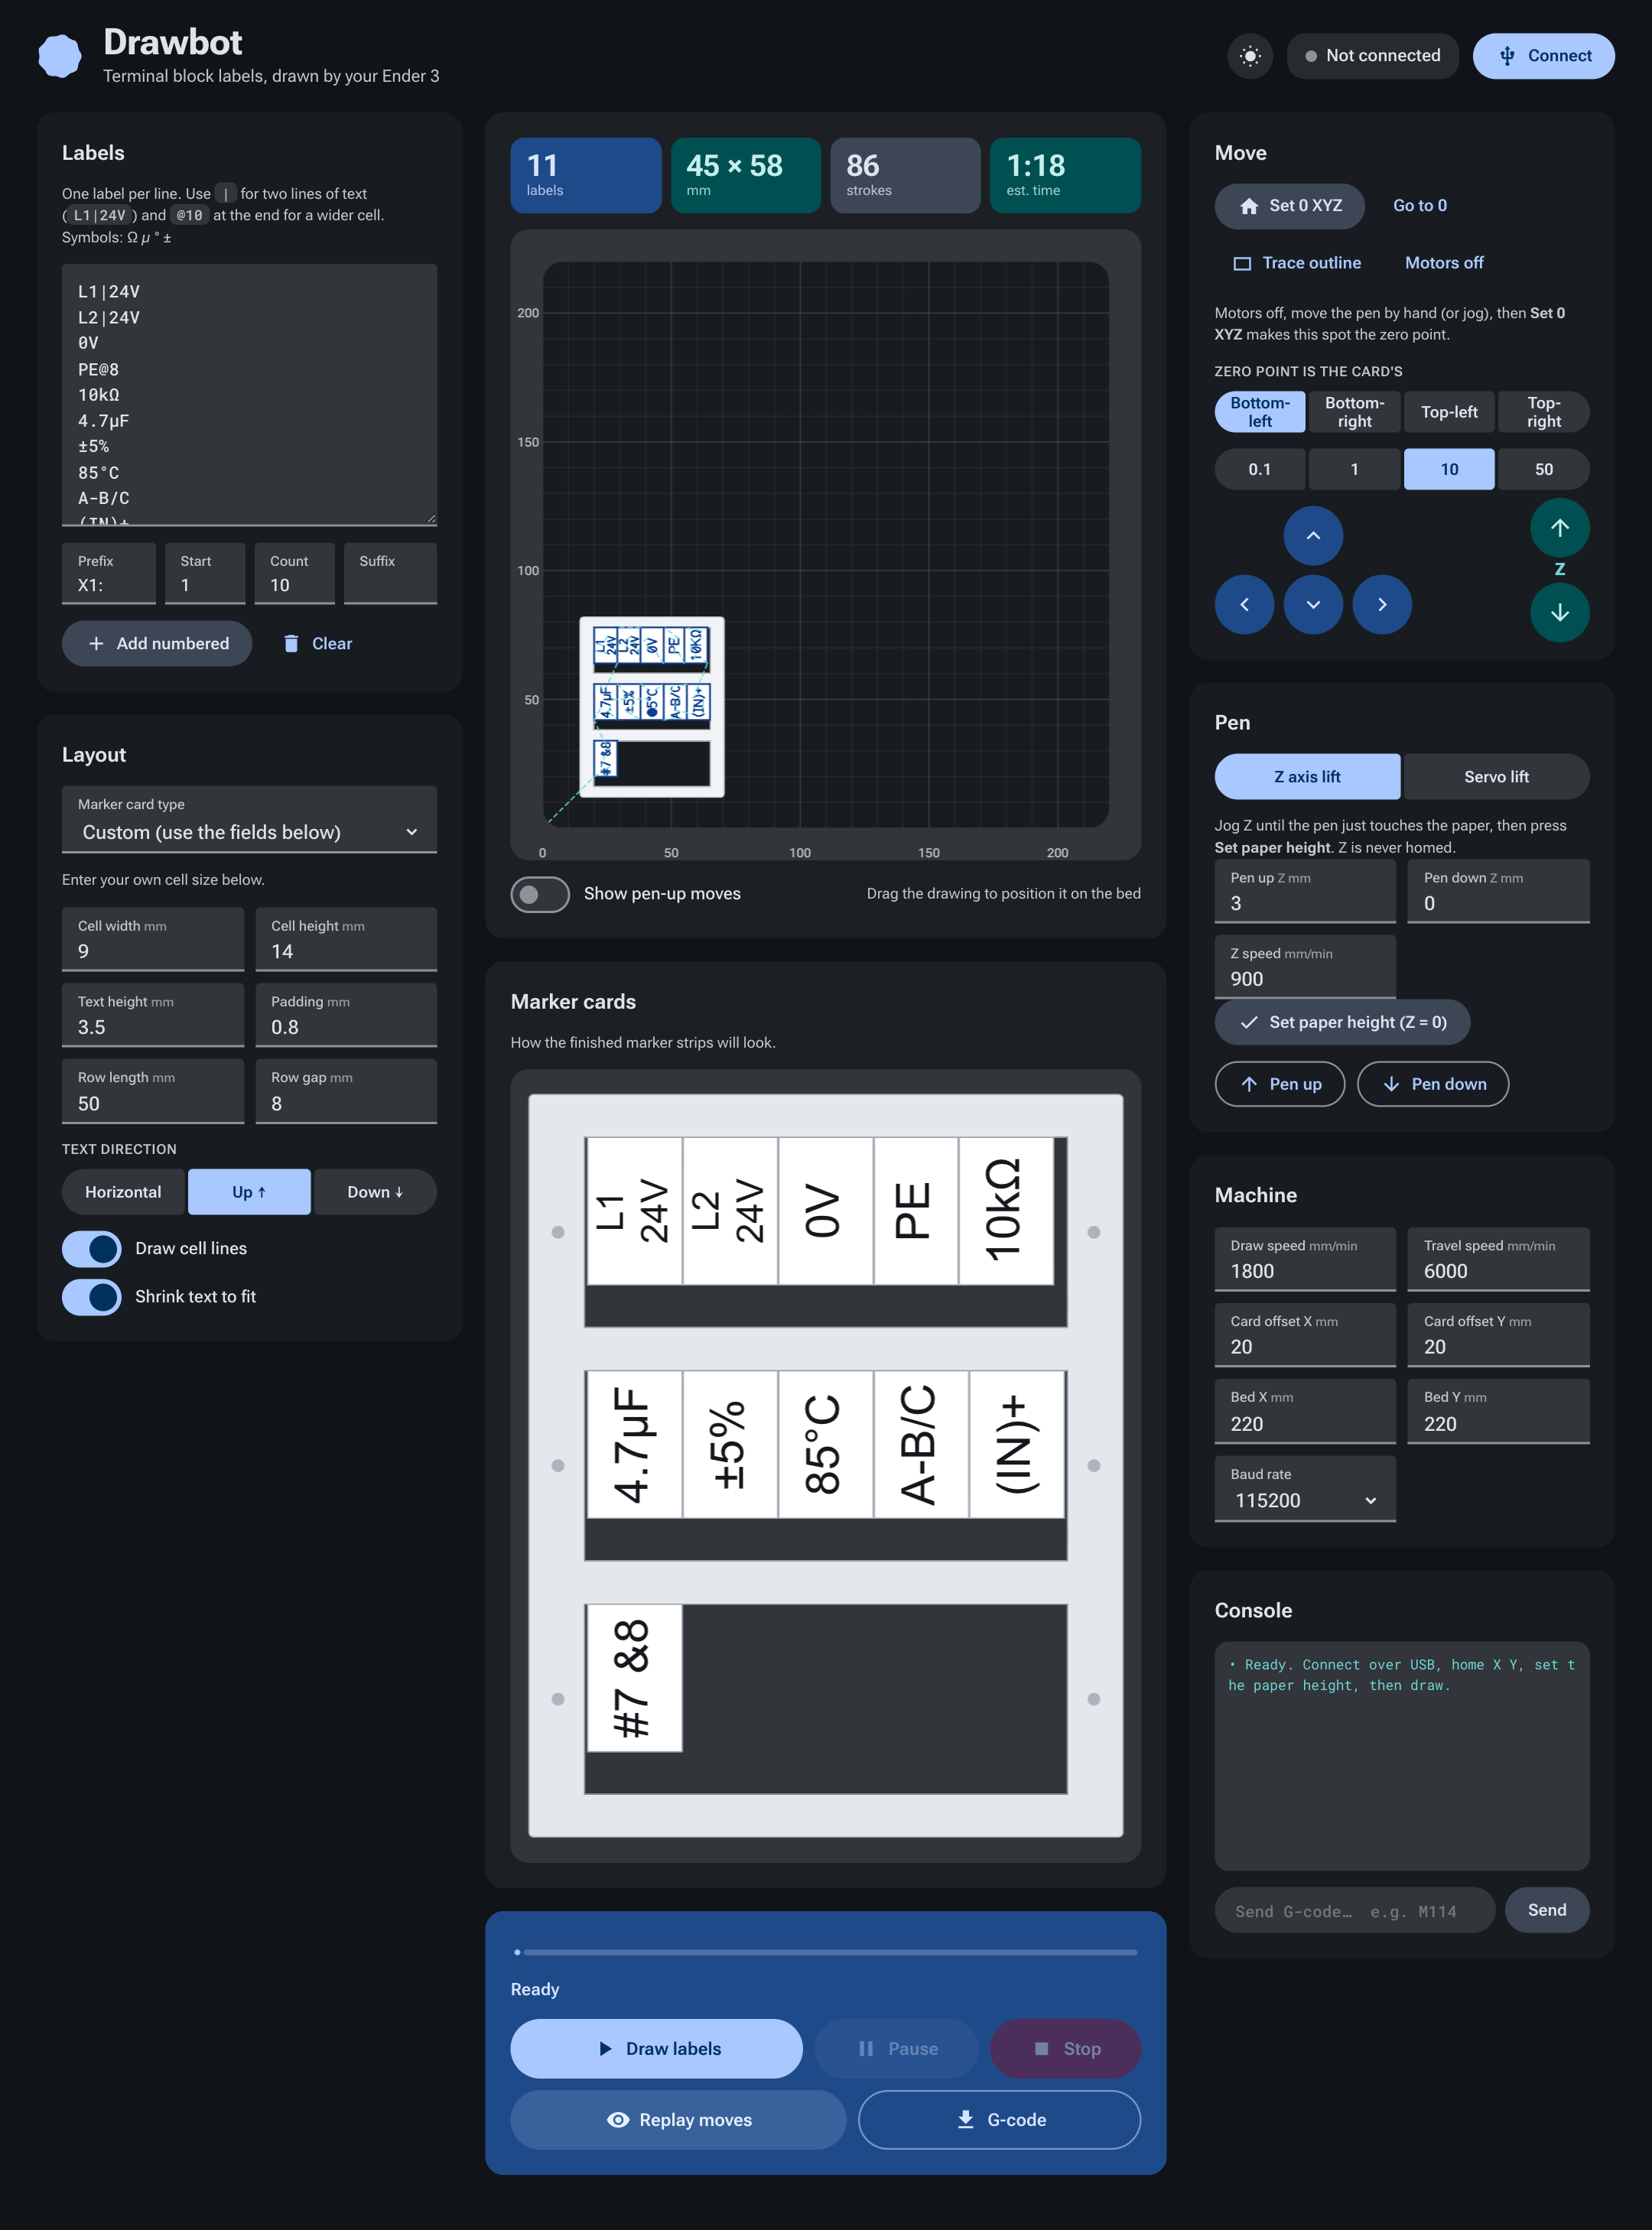 Drawbot
Terminal block labels, drawn by your Ender 3
Not connected
Connect
Labels
One label per line. Use | for two lines of text
(L1|24V) and @10 at the end for a wider cell.
Symbols: Ω µ ° ±
L1|24V
L2|24V
0V
PE@8
10kΩ
4.7µF
±5%
85°C
A-B/C
(IN)+
Prefix
X1:
Start
1
Count
10
Suffix
Add numbered
Clear
Layout
Marker card type
Custom (use the fields below)
Enter your own cell size below.
Cell width mm
9
Cell height mm
14
Text height mm
3.5
Padding mm
0.8
Row length mm
50
Row gap mm
8
TEXT DIRECTION
Horizontal
Up ↑
Down ↓
Draw cell lines
Shrink text to fit
11
labels
45 × 58
mm
86
strokes
1:18
est. time
200
150
100
50
0
50
100
150
200
L1
24V
L2
24V
0V
PE
10kΩ
4.7µF
±5%
85°C
A-B/C
(IN)+
#7 &8
Show pen-up moves
Drag the drawing to position it on the bed
Marker cards
How the finished marker strips will look.
L1
24V
L2
24V
0V
PE
10kΩ
4.7µF
±5%
85°C
A-B/C
(IN)+
#7 &8
Ready
Draw labels
Pause
Stop
Replay moves
G-code
Move
Set 0 XYZ
Go to 0
Trace outline
Motors off
Motors off, move the pen by hand (or jog), then Set 0
XYZ makes this spot the zero point.
ZERO POINT IS THE CARD'S
Bottom-
left
Bottom-
right
Top-left
Top-
right
0.1
1
10
50
Z
Pen
Z axis lift
Servo lift
Jog Z until the pen just touches the paper, then press
Set paper height. Z is never homed.
Pen up Z mm
3
Pen down Z mm
0
Z speed mm/min
900
Set paper height (Z = 0)
Pen up
Pen down
Machine
Draw speed mm/min
1800
Travel speed mm/min
6000
Card offset X mm
20
Card offset Y mm
20
Bed X mm
220
Bed Y mm
220
Baud rate
115200
Console
• Ready. Connect over USB, home X Y, set t
he paper height, then draw.
Send G-code… e.g. M114
Send